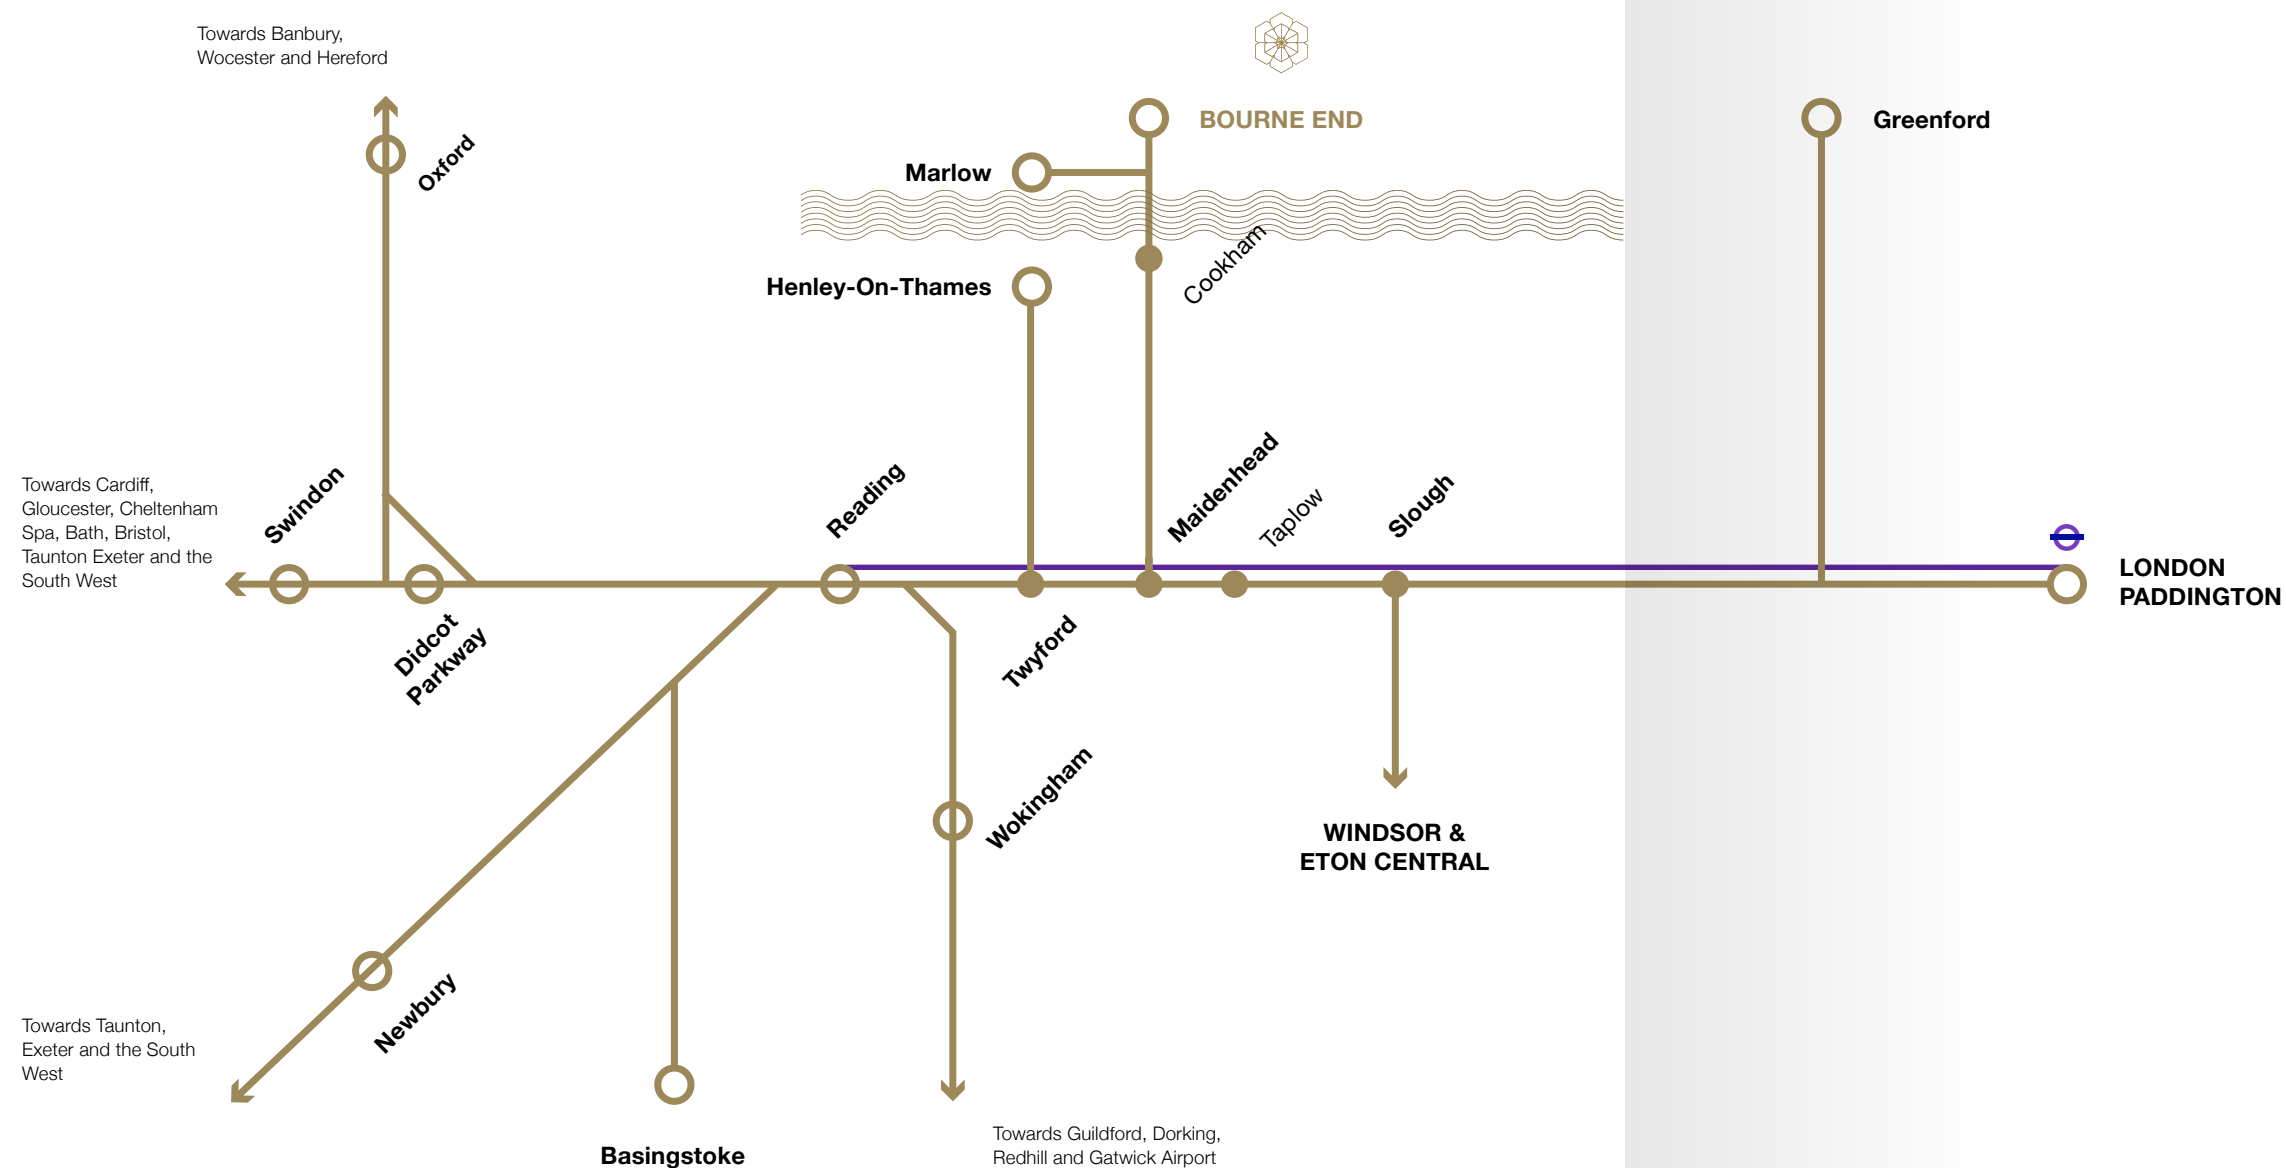 Towards Banbury,
Wocester and Hereford
BOURNE END
Greenford
Oxford
Marlow
Cookham
Henley-On-Thames
Towards Cardiff,
Gloucester, Cheltenham
Spa, Bath, Bristol,
Taunton Exeter and the
South West
Swindon
Reading
Maidenhead
Taplow
Slough
LONDON
PADDINGTON
Didcot
Parkway
Twyford
Wokingham
WINDSOR &
ETON CENTRAL
Newbury
Towards Taunton,
Exeter and the South
West
Basingstoke
Towards Guildford, Dorking,
Redhill and Gatwick Airport